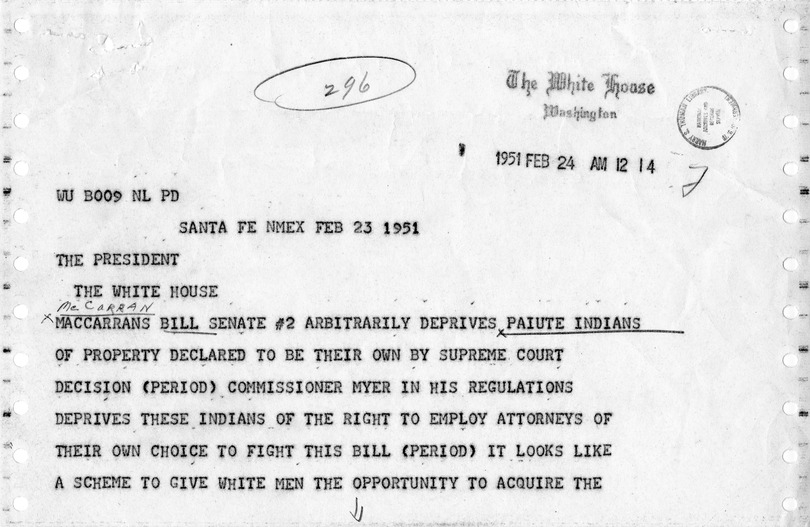 296
The White House
Washington
1951 FEB 24 AM 12 14
WU B009 NL PD
SANTA FE NMEX FEB 23 1951
THE PRESIDENT
THE WHITE HOUSE
McCARRAN
MACCARRANS BILL SENATE #2 ARBITRARILY DEPRIVES PAIUTE INDIANS
OF PROPERTY DECLARED TO BE THEIR OWN BY SUPREME COURT
DECISION (PERIOD) COMMISSIONER MYER IN HIS REGULATIONS
DEPRIVES THESE INDIANS OF THE RIGHT TO EMPLOY ATTORNEYS OF
THEIR OWN CHOICE TO FIGHT THIS BILL (PERIOD) IT LOOKS LIKE
A SCHEME TO GIVE WHITE MEN THE OPPORTUNITY TO ACQUIRE THE